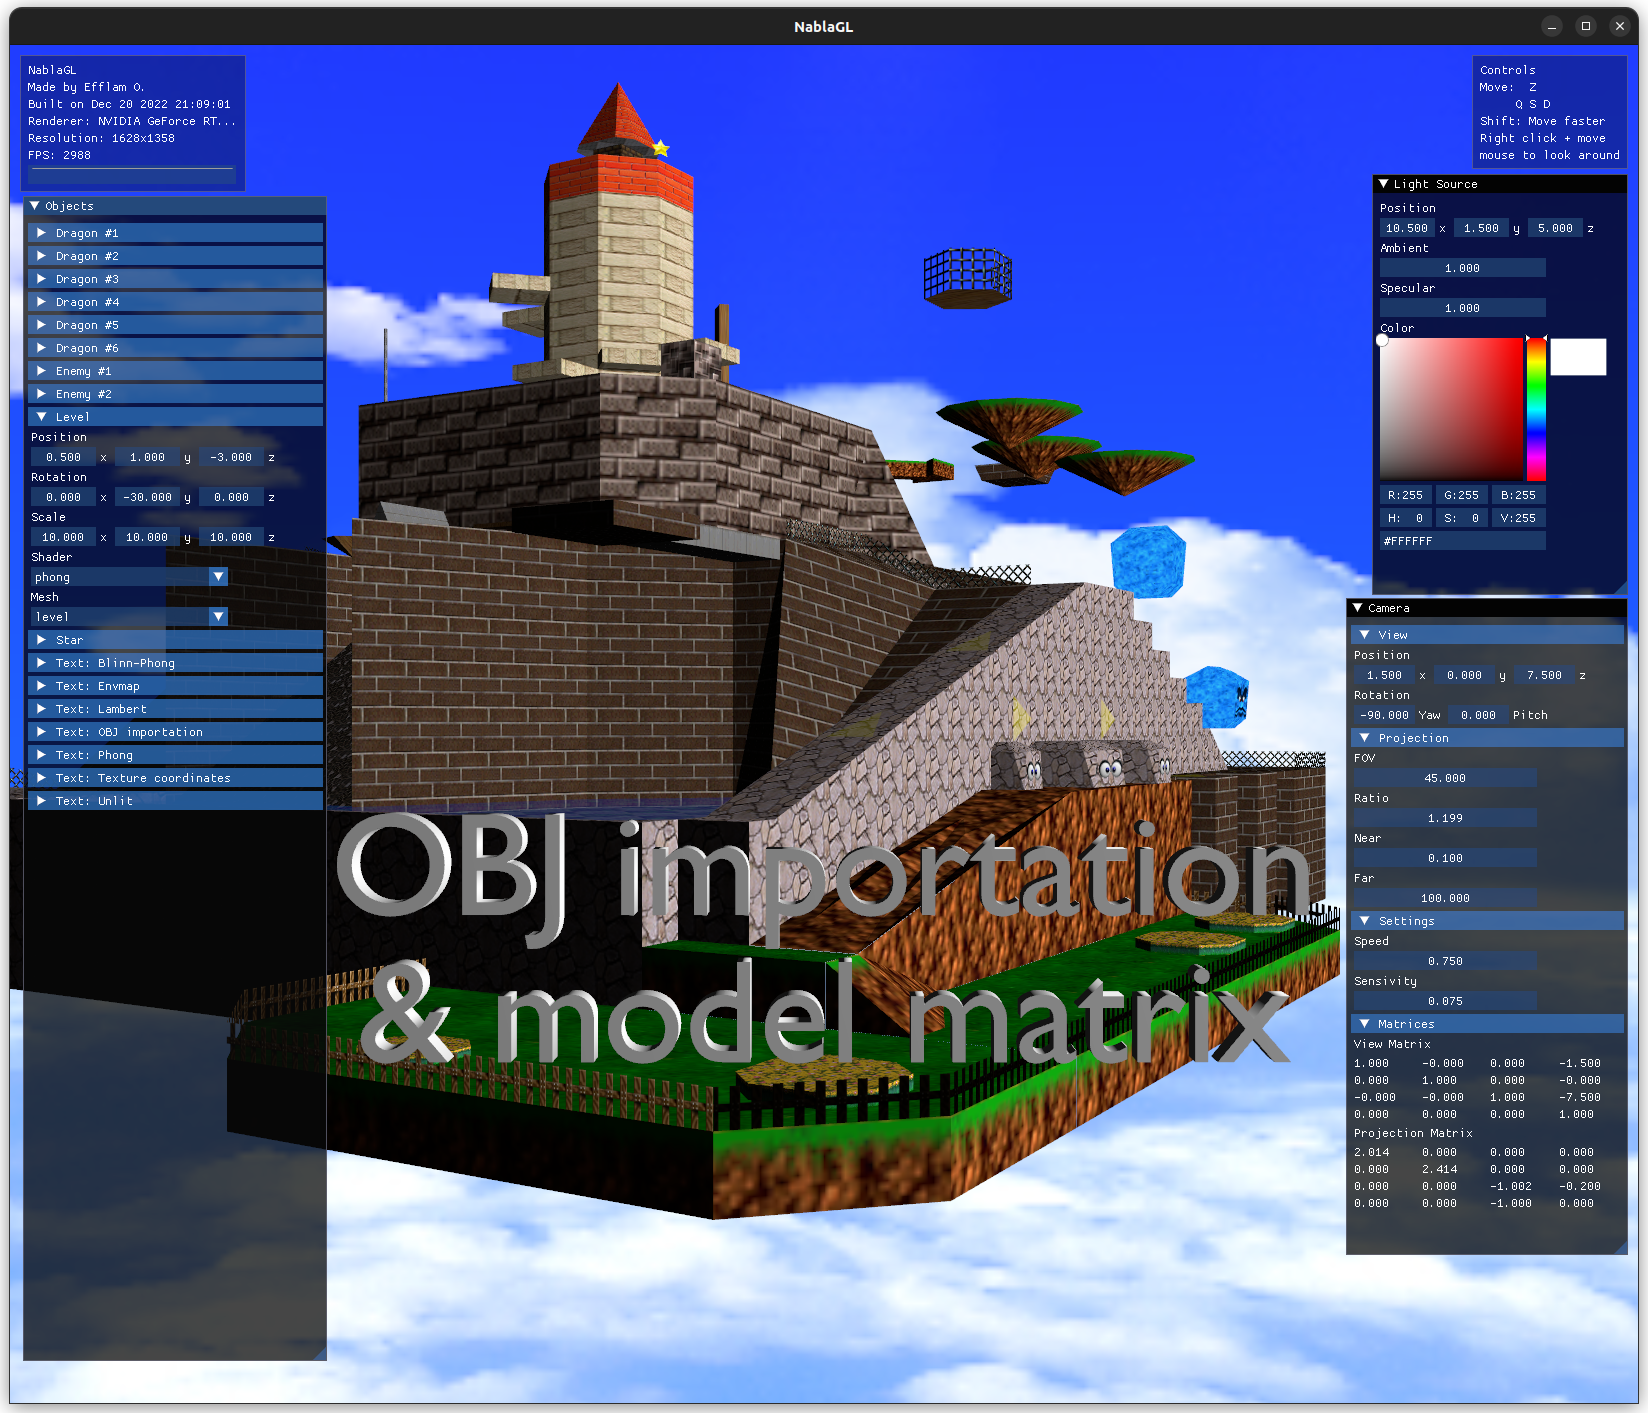 NablaGL
NablaGL
Made by Efflam O.
Built on Dec 20 2022 21:09:01
Renderer: NVIDIA GeForce RT...
Resolution: 1628x1358
FPS: 2988
Objects
Dragon #1
Dragon #2
Dragon #3
Dragon #4
Dragon #5
Dragon #6
Enemy #1
Enemy #2
Level
Position
0.500 x 1.000 y -3.000 z
Rotation
0.000 x -30.000 y 0.000 z
Scale
10.000 x 10.000 y 10.000 z
Shader
phong
Mesh
level
Star
Text: Blinn-Phong
Text: Envmap
Text: Lambert
Text: OBJ importation
Text: Phong
Text: Texture coordinates
Text: Unlit
OBJ importation
& model matrix
Controls
Move: Z
Q S D
Shift: Move faster
Right click + move
mouse to look around
Light Source
Position
10.500 x 1.500 y 5.000 z
Ambient
1.000
Specular
1.000
Color
R:255 G:255 B:255
H: 0 S: 0 V:255
#FFFFFF
Camera
View
Position
1.500 x 0.000 y 7.500 z
Rotation
-90.000 Yaw 0.000 Pitch
Projection
FOV
45.000
Ratio
1.199
Near
0.100
Far
100.000
Settings
Speed
0.750
Sensivity
0.075
Matrices
View Matrix
1.000 -0.000 0.000 -1.500
0.000 1.000 0.000 -0.000
-0.000 -0.000 1.000 -7.500
0.000 0.000 0.000 1.000
Projection Matrix
2.014 0.000 0.000 0.000
0.000 2.414 0.000 0.000
0.000 0.000 -1.002 -0.200
0.000 0.000 -1.000 0.000